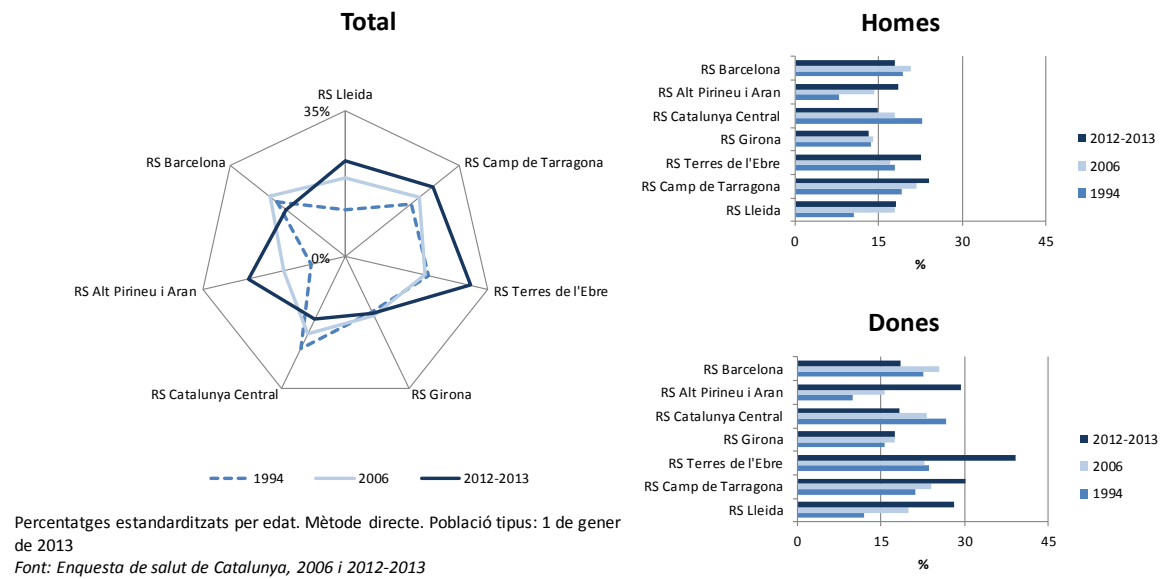 Total
RS Lleida
35%
RS Barcelona
RS Camp de Tarragona
0%
RS Alt Pirineu i Aran
RS Terres de l'Ebre
RS Catalunya Central
RS Girona
1994
2006
2012-2013
Percentatges estandarditzats per edat. Mètode directe. Població tipus: 1 de gener
de 2013
Font: Enquesta de salut de Catalunya, 2006 i 2012-2013
Homes
RS Barcelona
RS Alt Pirineu i Aran
RS Catalunya Central
RS Girona
RS Terres de l'Ebre
RS Camp de Tarragona
RS Lleida
0 15 30 45
%
2012-2013
2006
1994
Dones
RS Barcelona
RS Alt Pirineu i Aran
RS Catalunya Central
RS Girona
RS Terres de l'Ebre
RS Camp de Tarragona
RS Lleida
0 15 30 45
%
2012-2013
2006
1994